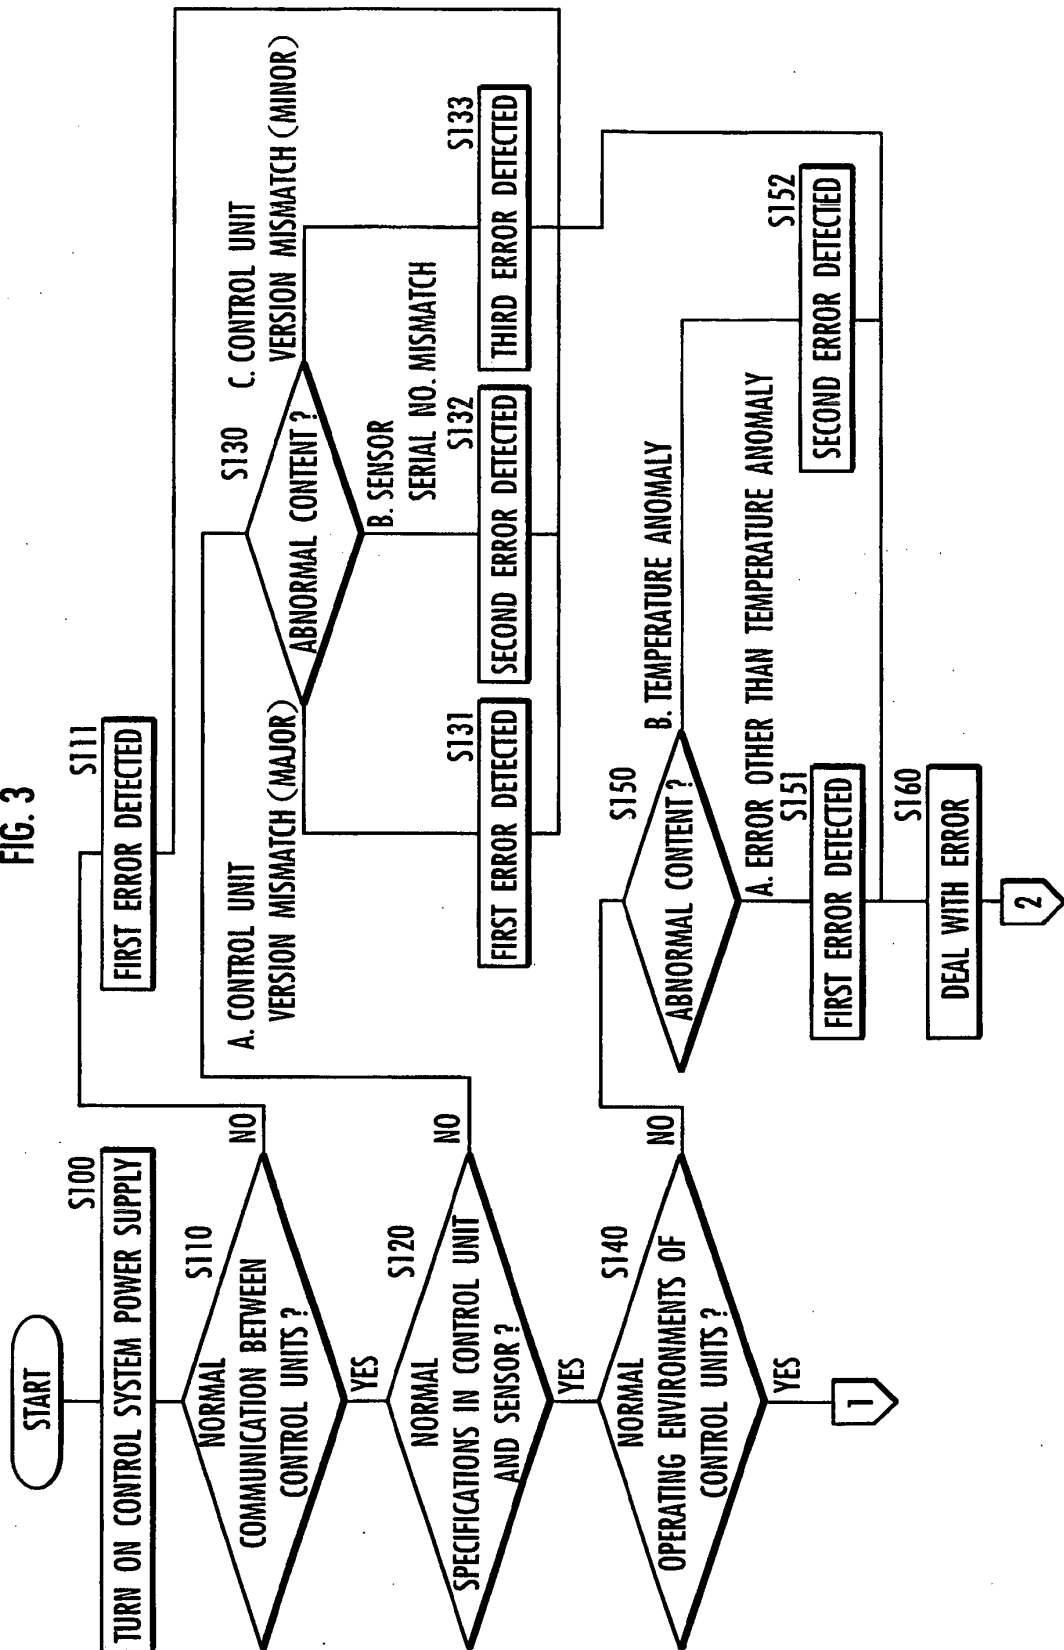 FIG. 3
START
S100
TURN ON CONTROL SYSTEM POWER SUPPLY
S110
NORMAL
COMMUNICATION BETWEEN
CONTROL UNITS?
NO
YES
S111
FIRST ERROR DETECTED
S120
NORMAL
SPECIFICATIONS IN CONTROL UNIT
AND SENSOR?
NO
YES
S130
ABNORMAL CONTENT?
A. CONTROL UNIT
VERSION MISMATCH (MAJOR)
B. SENSOR
SERIAL NO. MISMATCH
C. CONTROL UNIT
VERSION MISMATCH (MINOR)
S131
FIRST ERROR DETECTED
S132
SECOND ERROR DETECTED
S133
THIRD ERROR DETECTED
S140
NORMAL
OPERATING ENVIRONMENTS OF
CONTROL UNITS?
NO
YES
1
S150
ABNORMAL CONTENT?
B. TEMPERATURE ANOMALY
A. ERROR OTHER THAN TEMPERATURE ANOMALY
S151
FIRST ERROR DETECTED
S152
SECOND ERROR DETECTED
S160
DEAL WITH ERROR
2